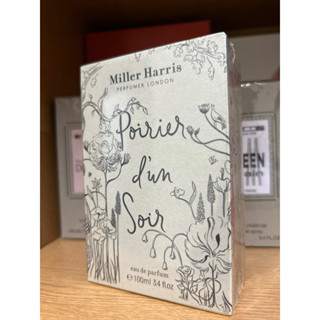 Miller Harris
PERFUMER LONDON
Poirier
d'un
Soir
eau de parfum
℮100ml 3.4 fl.oz